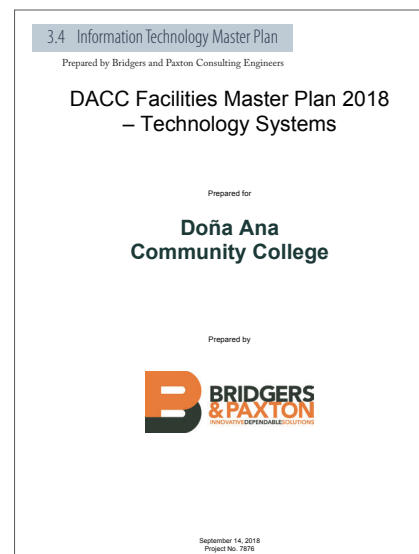 3.4 Information Technology Master Plan
Prepared by Bridgers and Paxton Consulting Engineers
DACC Facilities Master Plan 2018
– Technology Systems
Prepared for
Doña Ana
Community College
Prepared by
BRIDGERS
& PAXTON
INNOVATIVEDEPENDABLESOLUTIONS
September 14, 2018
Project No. 7876